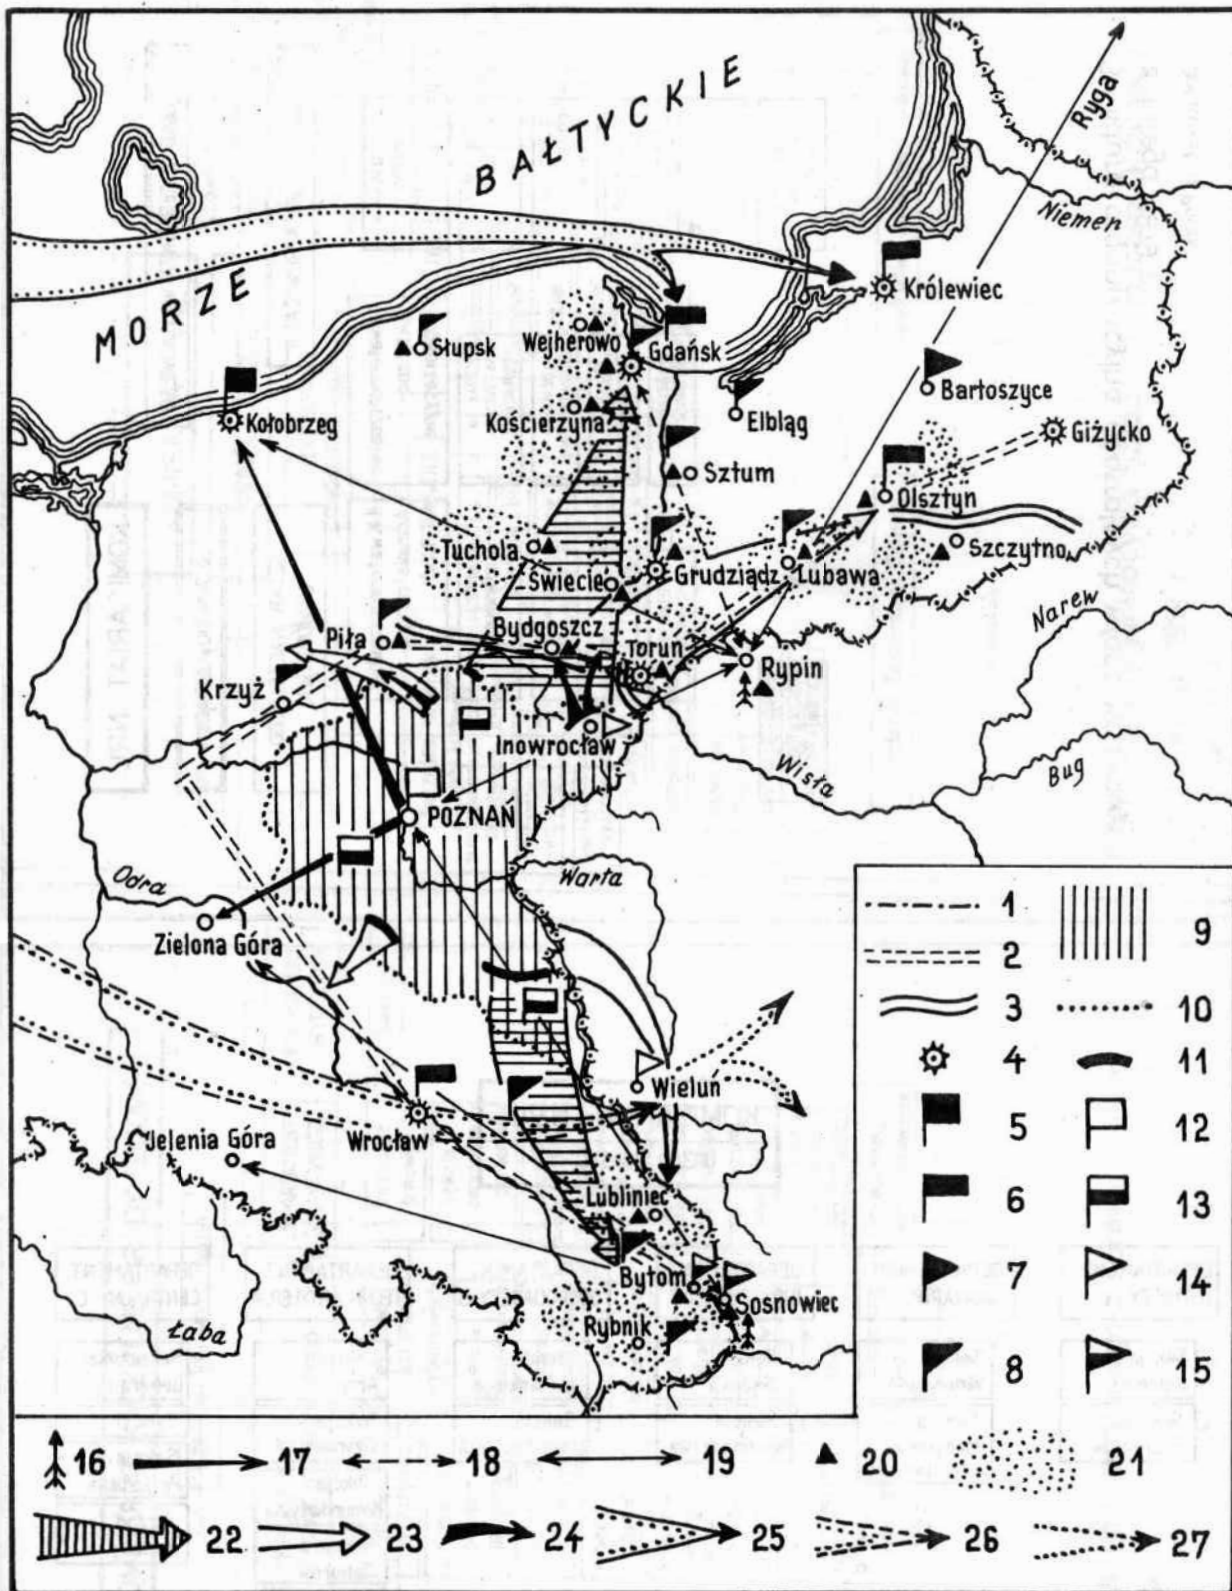 MORZE BAŁTYCKIE
Ryga
Niemen
Królewiec
Wejherowo
Gdańsk
Słupsk
Bartoszyce
Kołobrzeg
Kościerzyna
Elbląg
Giżycko
Sztum
Olsztyn
Tuchola
Szczytno
Świecie
Grudziądz
Lubawa
Narew
Piła
Bydgoszcz
Toruń
Rypin
Krzyż
Inowrocław
Wisła
Bug
POZNAŃ
Odra
Warta
Zielona Góra
Wieluń
Jelenia Góra
Wrocław
Lubliniec
Bytom
Sosnowiec
Łaba
Rybnik
1
2
3
4
5
6
7
8
9
10
11
12
13
14
15
16
17
18
19
20
21
22
23
24
25
26
27